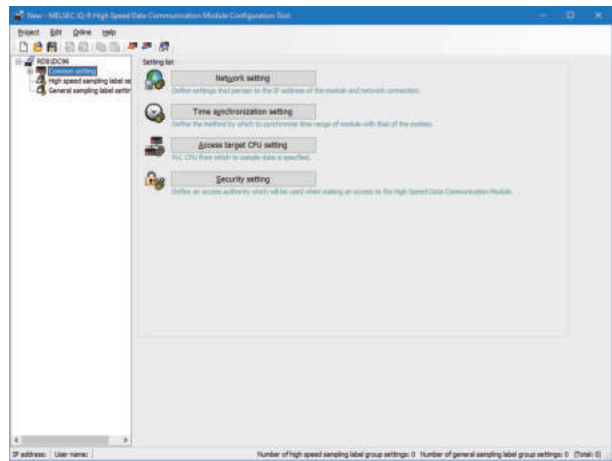 New - MELSEC iQ-R High Speed Data Communication Module Configuration Tool
Project Edit Online Help
RD81DC96
Common setting
High speed sampling label se
General sampling label settin
Setting list
Network setting
Define settings that pertain to the IP address of the module and network connection.
Time synchronization setting
Define the method by which to synchronize time range of module with that of the system.
Access target CPU setting
PLC CPU from which to sample data is specified.
Security setting
Define an access authority which will be used when making an access to the High Speed Data Communication Module.
IP address: User name: Number of high speed sampling label group settings: 0 Number of general sampling label group settings: 0 (Total: 0)